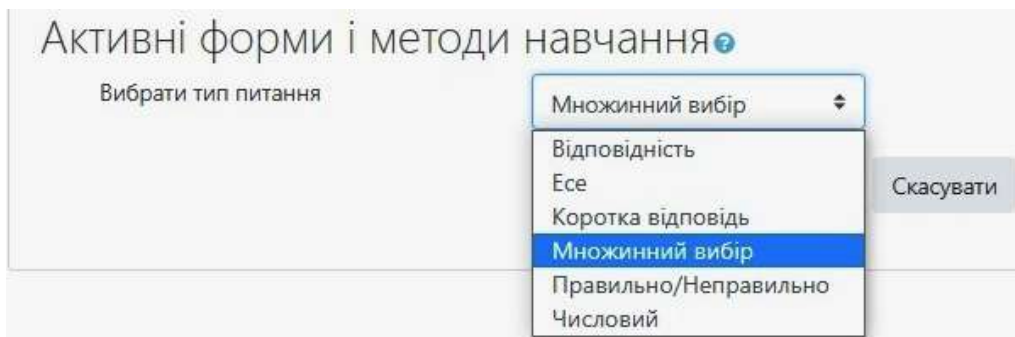 Активні форми і методи навчання
Вибрати тип питання
Множинний вибір
Відповідність
Есе
Скасувати
Коротка відповідь
Множинний вибір
Правильно/Неправильно
Числовий